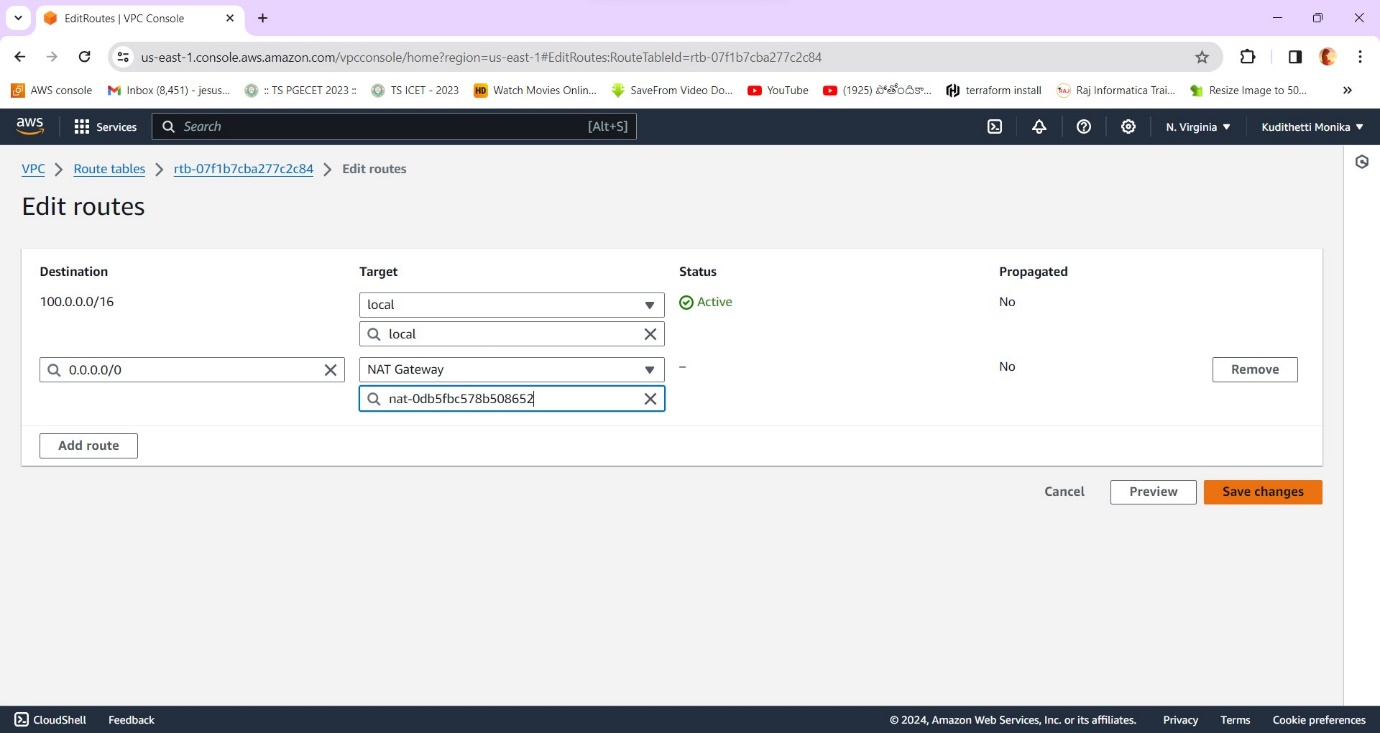 EditRoutes | VPC Console
us-east-1.console.aws.amazon.com/vpcconsole/home?region=us-east-1#EditRoutes:RouteTableId=rtb-07f1b7cba277c2c84
AWS console Inbox (8,451) - jesus... :: TS PGECET 2023 :: TS ICET - 2023 HD Watch Movies Onlin... SaveFrom Video Do... YouTube (1925) terraform install Raj Informatica Trai... Resize Image to 50... »
aws Services Search [Alt+S] N. Virginia Kudithetti Monika
VPC Route tables rtb-07f1b7cba277c2c84 Edit routes
Edit routes
Destination Target Status Propagated
100.0.0.0/16 local Active No
local
0.0.0.0/0 NAT Gateway – No Remove
nat-0db5fbc578b508652
Add route
Cancel Preview Save changes
CloudShell Feedback © 2024, Amazon Web Services, Inc. or its affiliates. Privacy Terms Cookie preferences